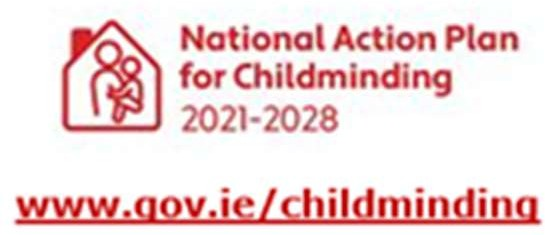 National Action Plan
for Childminding
2021-2028
www.gov.ie/childminding